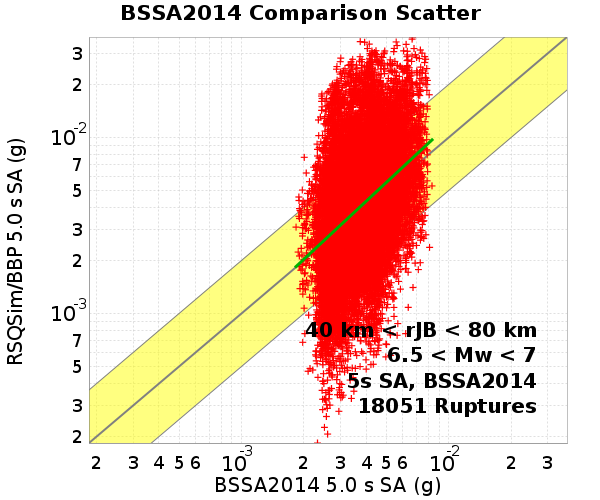 BSSA2014 Comparison Scatter
RSQSim/BBP 5.0 s SA (g)
3
2
10-2
7
5
3
2
10-3
7
5
3
2
40 km < rJB < 80 km
6.5 < Mw < 7
5s SA, BSSA2014
18051 Ruptures
2 3 4 5 6 10-3 2 3 4 5 6 10-2 2 3
BSSA2014 5.0 s SA (g)